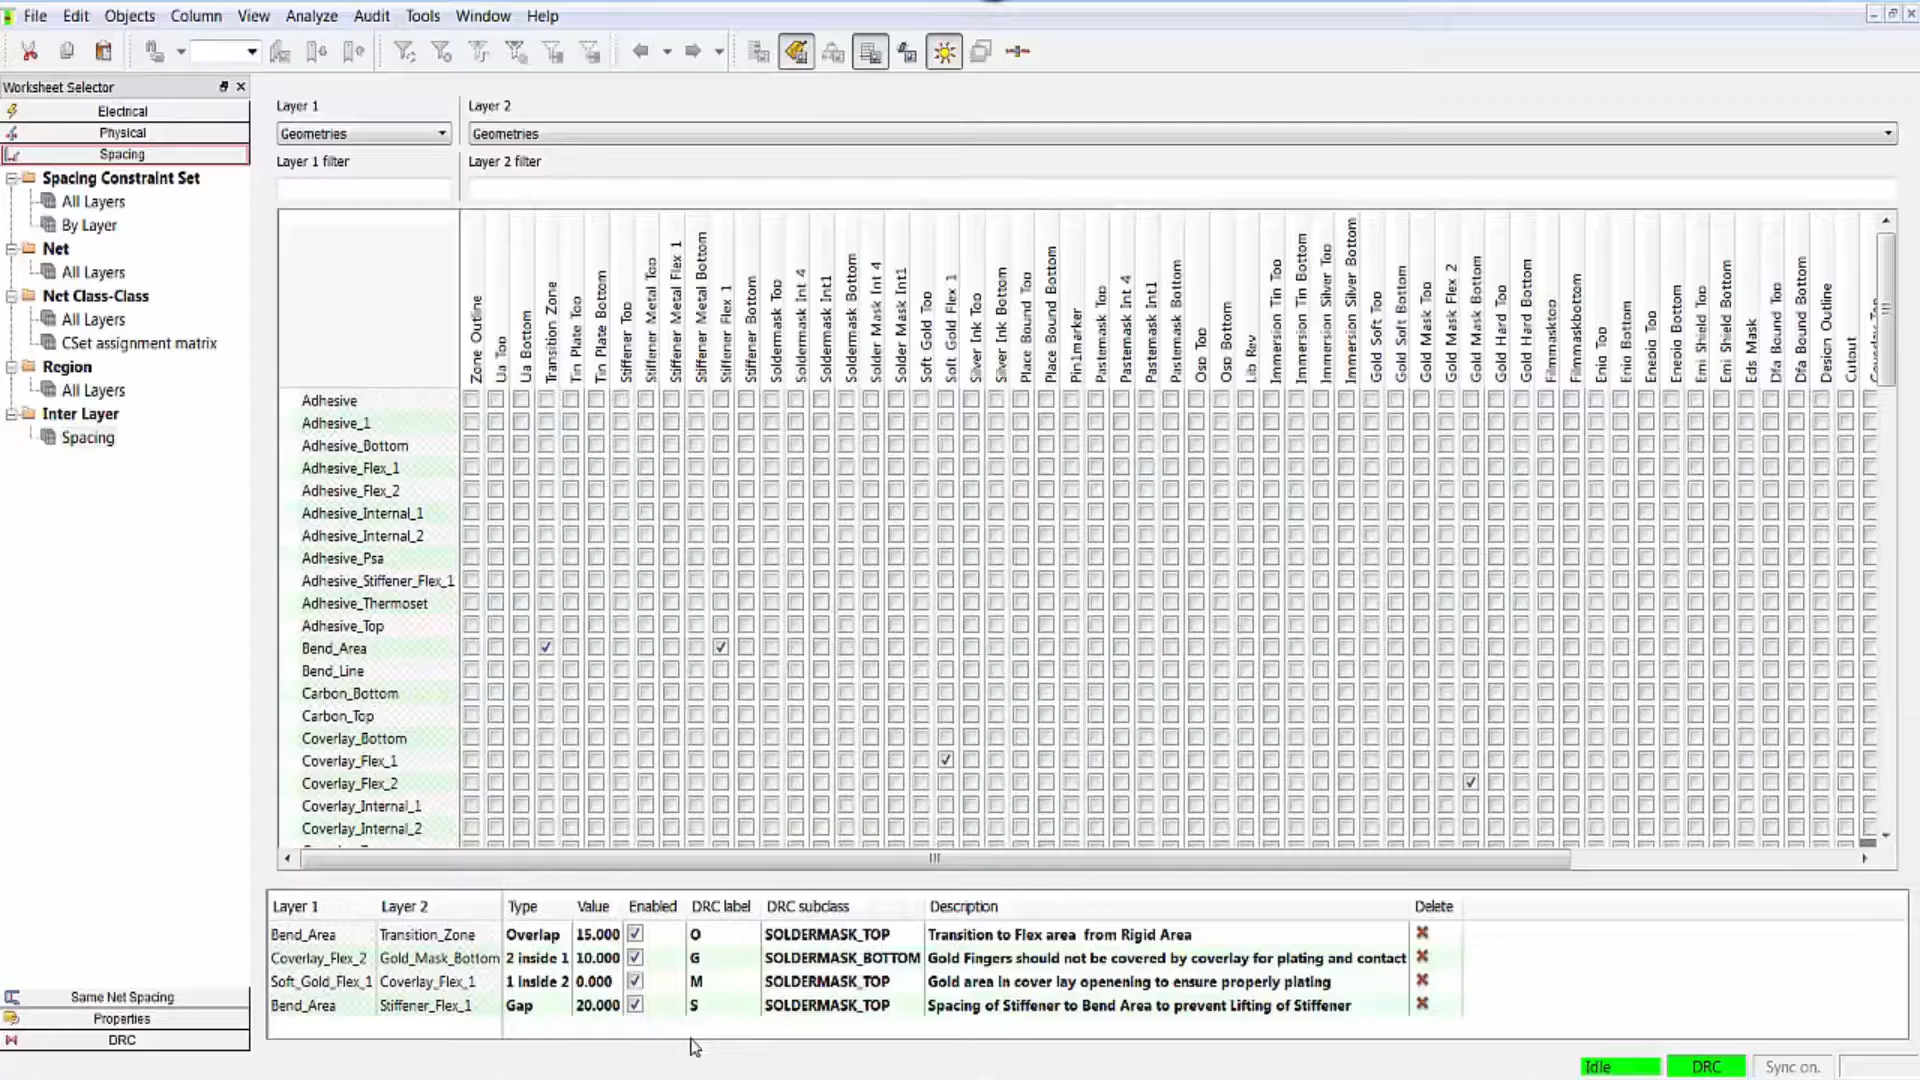 File Edit Objects Column View Analyze Audit Tools Window Help
Worksheet Selector
Electrical
Physical
Spacing
Spacing Constraint Set
All Layers
By Layer
Net
All Layers
Net Class-Class
All Layers
CSet assignment matrix
Region
All Layers
Inter Layer
Spacing
Same Net Spacing
Properties
DRC
Layer 1 Layer 2
Geometries Geometries
Layer 1 filter Layer 2 filter
Zone Outline
Lia Top
Lia Bottom
Transition Zone
Tin Plate Top
Tin Plate Bottom
Stiffener Top
Stiffener Metal Top
Stiffener Metal Flex 1
Stiffener Metal Bottom
Stiffener Flex 1
Stiffener Bottom
Soldermask Top
Soldermask Int 4
Soldermask Int1
Soldermask Bottom
Solder Mask Int 4
Solder Mask Int1
Soft Gold Top
Soft Gold Flex 1
Silver Ink Top
Silver Ink Bottom
Place Bound Top
Place Bound Bottom
Pin1marker
Pastemask Top
Pastemask Int 4
Pastemask Int1
Pastemask Bottom
Osp Top
Osp Bottom
Lib Rev
Immersion Tin Top
Immersion Tin Bottom
Immersion Silver Top
Immersion Silver Bottom
Gold Soft Top
Gold Soft Bottom
Gold Mask Top
Gold Mask Flex 2
Gold Mask Bottom
Gold Hard Top
Gold Hard Bottom
Filmmasktop
Filmmaskbottom
Enig Top
Enig Bottom
Enepig Top
Enepig Bottom
Emi Shield Top
Emi Shield Bottom
Eds Mask
Dfa Bound Top
Dfa Bound Bottom
Design Outline
Cutout
Adhesive
Adhesive_1
Adhesive_Bottom
Adhesive_Flex_1
Adhesive_Flex_2
Adhesive_Internal_1
Adhesive_Internal_2
Adhesive_Psa
Adhesive_Stiffener_Flex_1
Adhesive_Thermoset
Adhesive_Top
Bend_Area
Bend_Line
Carbon_Bottom
Carbon_Top
Coverlay_Bottom
Coverlay_Flex_1
Coverlay_Flex_2
Coverlay_Internal_1
Coverlay_Internal_2
Layer 1 Layer 2 Type Value Enabled DRC label DRC subclass Description Delete
Bend_Area Transition_Zone Overlap 15.000 O SOLDERMASK_TOP Transition to Flex area from Rigid Area
Coverlay_Flex_2 Gold_Mask_Bottom 2 inside 1 10.000 G SOLDERMASK_BOTTOM Gold Fingers should not be covered by coverlay for plating and contact
Soft_Gold_Flex_1 Coverlay_Flex_1 1 inside 2 0.000 M SOLDERMASK_TOP Gold area in cover lay openening to ensure properly plating
Bend_Area Stiffener_Flex_1 Gap 20.000 S SOLDERMASK_TOP Spacing of Stiffener to Bend Area to prevent Lifting of Stiffener
Idle DRC Sync on.